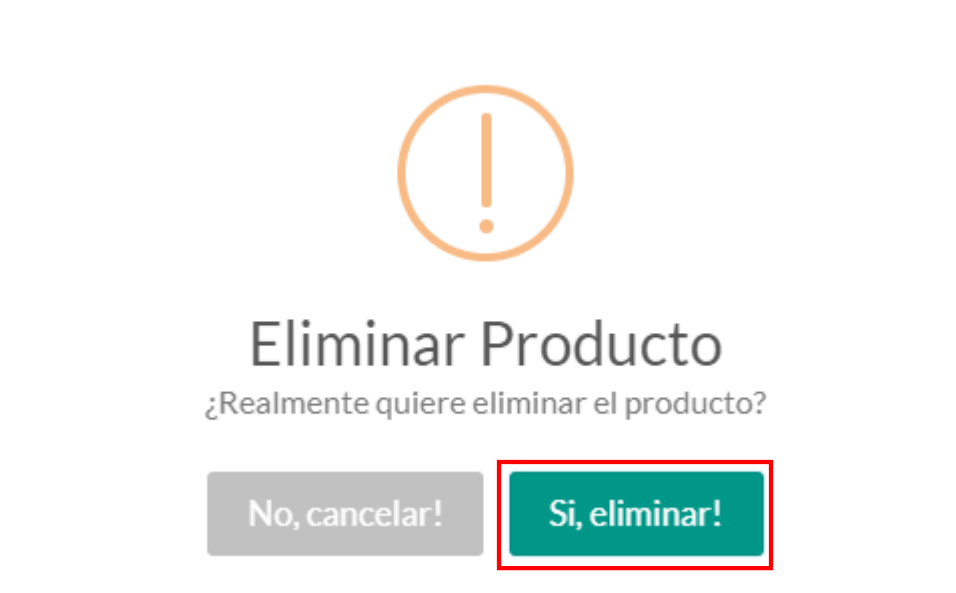 Eliminar Producto
¿Realmente quiere eliminar el producto?
No, cancelar!
Si, eliminar!